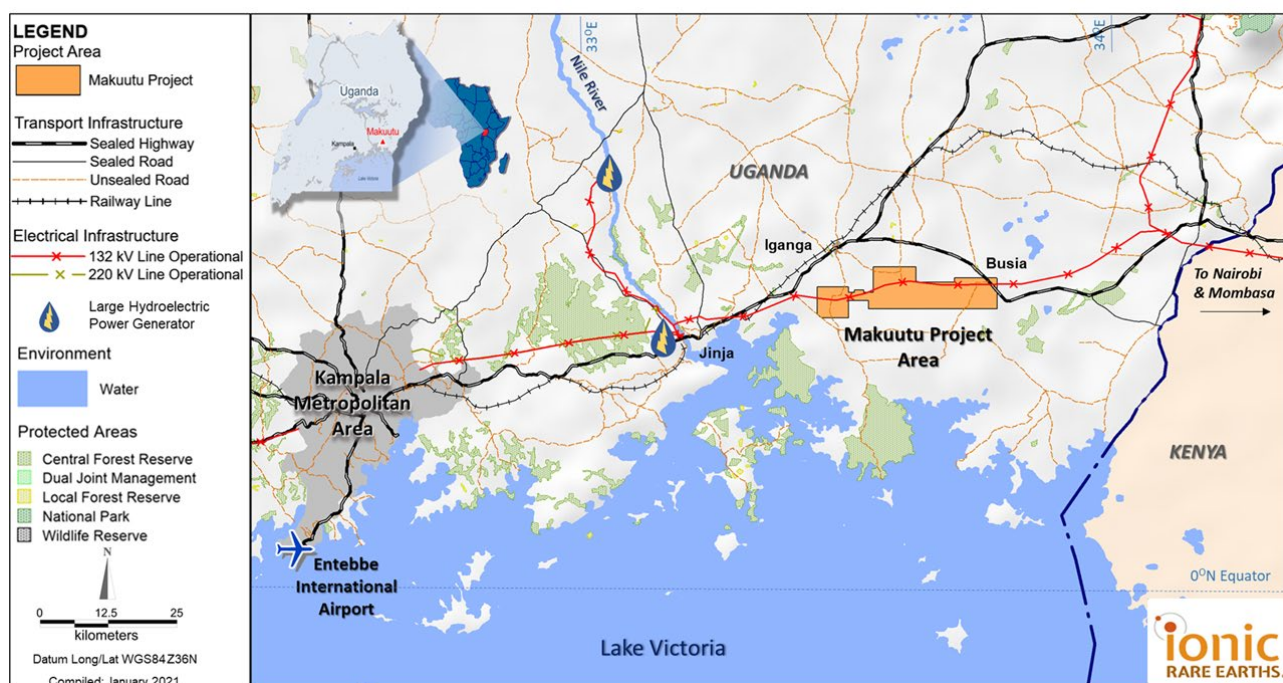 LEGEND
Project Area
Makuutu Project
Transport Infrastructure
Sealed Highway
Sealed Road
Unsealed Road
Railway Line
Electrical Infrastructure
132 kV Line Operational
220 kV Line Operational
Large Hydroelectric
Power Generator
Environment
Water
Protected Areas
Central Forest Reserve
Dual Joint Management
Local Forest Reserve
National Park
Wildlife Reserve
N
0 12.5 25
kilometers
Datum Long/Lat WGS84Z36N
Compiled: January 2021
Uganda
Makuutu
Kampala
Lake Victoria
33°E
34°E
Nile River
UGANDA
Iganga
Busia
To Nairobi
& Mombasa
Makuutu Project
Area
Jinja
Kampala
Metropolitan
Area
KENYA
Entebbe
International
Airport
0°N Equator
Lake Victoria
ionic
RARE EARTHS